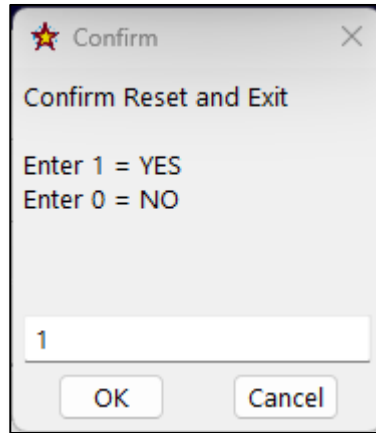 Confirm
Confirm Reset and Exit
Enter 1 = YES
Enter 0 = NO
1
OK Cancel